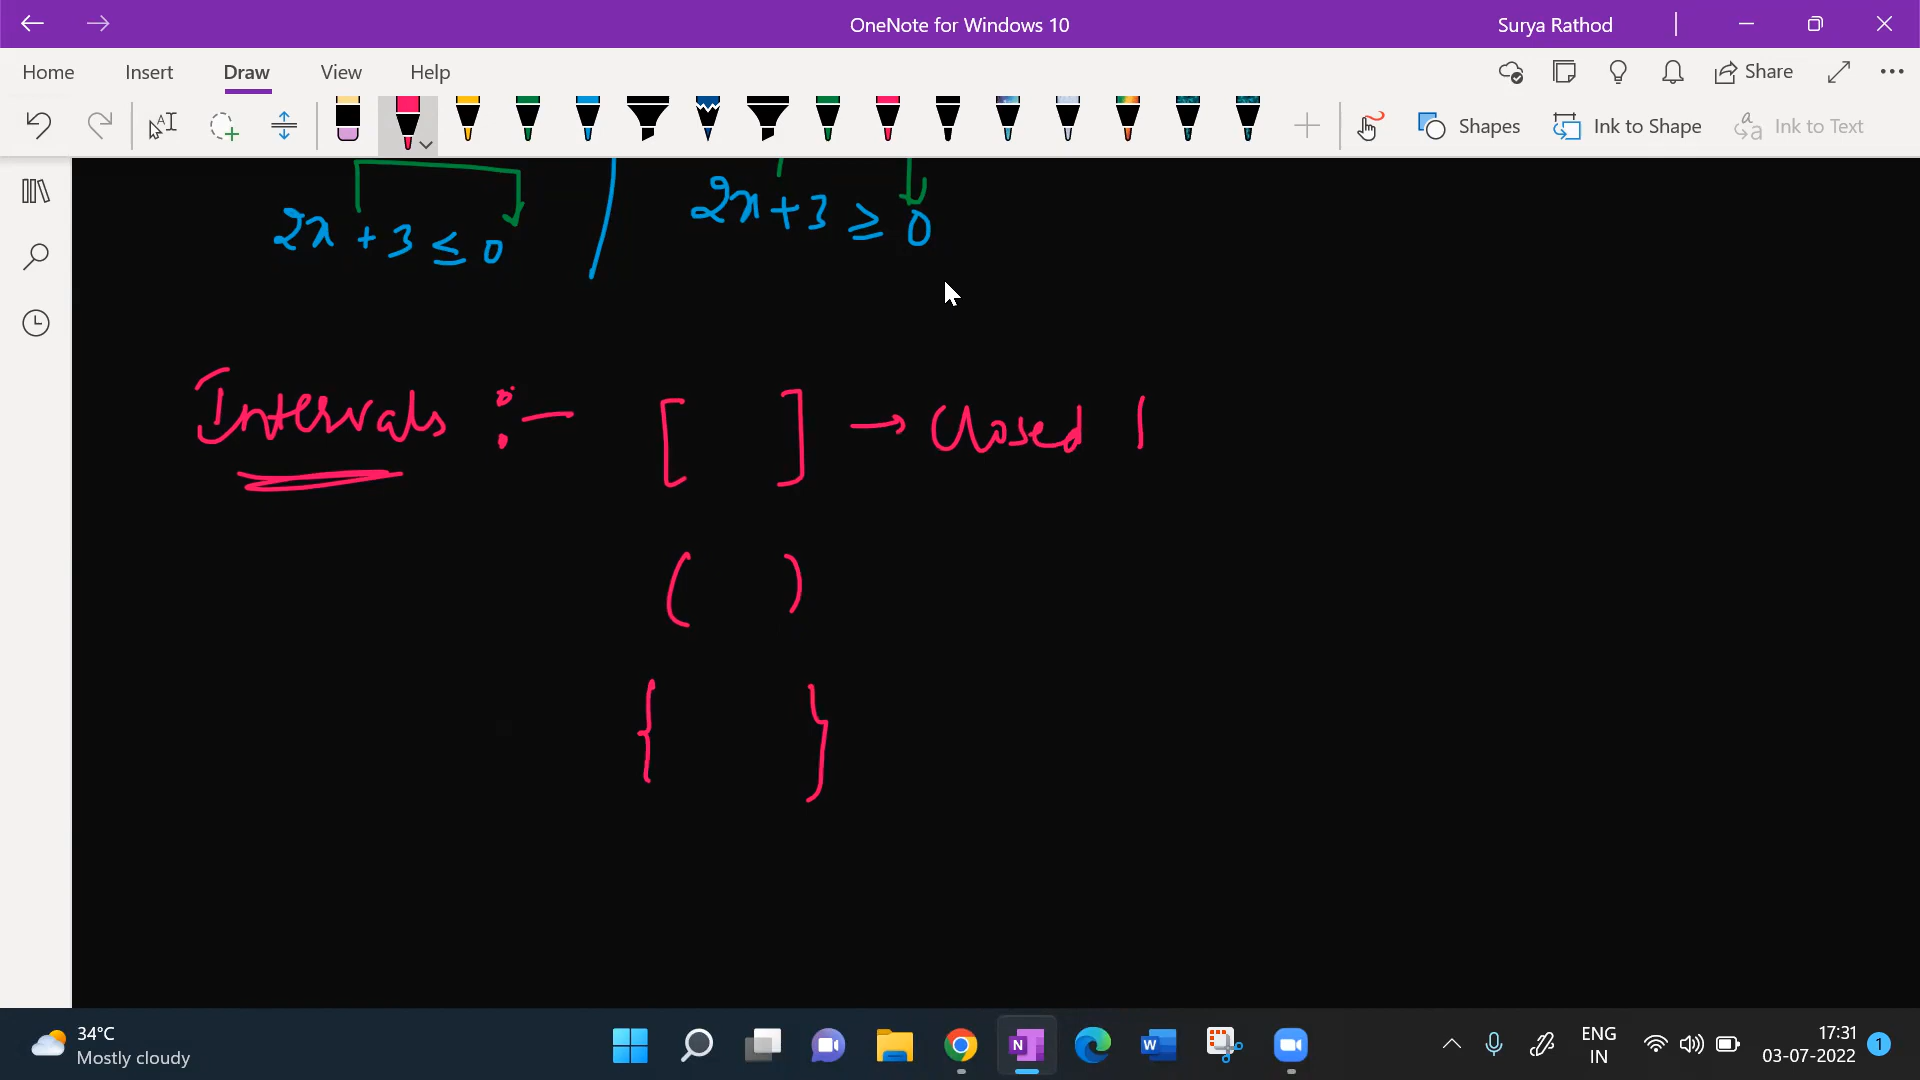 OneNote for Windows 10
Surya Rathod
Home Insert Draw View Help
Share
Shapes Ink to Shape Ink to Text
2x + 3 ≤ 0
2x + 3 ≥ 0
Intervals :- [ ] → Closed I
( )
{ }
34°C
Mostly cloudy
ENG
IN
17:31
03-07-2022
1